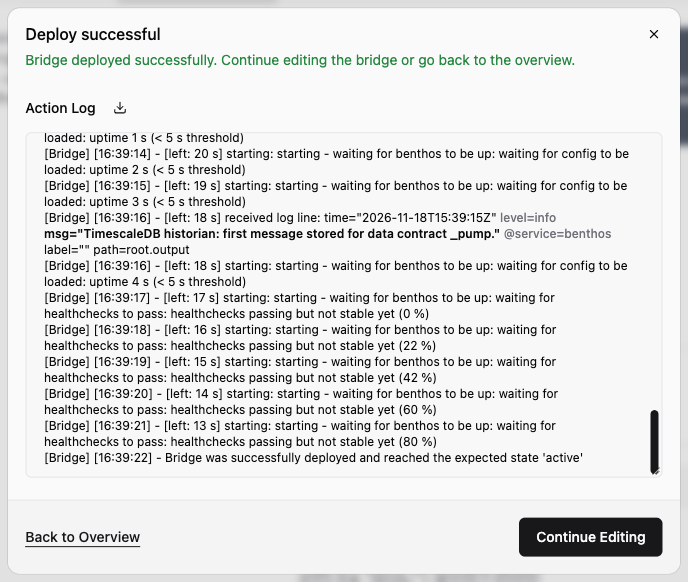 Deploy successful
Bridge deployed successfully. Continue editing the bridge or go back to the overview.
Action Log
loaded: uptime 1 s (< 5 s threshold)
[Bridge] [16:39:14] - [left: 20 s] starting: starting - waiting for benthos to be up: waiting for config to be
loaded: uptime 2 s (< 5 s threshold)
[Bridge] [16:39:15] - [left: 19 s] starting: starting - waiting for benthos to be up: waiting for config to be
loaded: uptime 3 s (< 5 s threshold)
[Bridge] [16:39:16] - [left: 18 s] received log line: time="2026-11-18T15:39:15Z" level=info
msg="TimescaleDB historian: first message stored for data contract _pump." @service=benthos
label="" path=root.output
[Bridge] [16:39:16] - [left: 18 s] starting: starting - waiting for benthos to be up: waiting for config to be
loaded: uptime 4 s (< 5 s threshold)
[Bridge] [16:39:17] - [left: 17 s] starting: starting - waiting for benthos to be up: waiting for
healthchecks to pass: healthchecks passing but not stable yet (0 %)
[Bridge] [16:39:18] - [left: 16 s] starting: starting - waiting for benthos to be up: waiting for
healthchecks to pass: healthchecks passing but not stable yet (22 %)
[Bridge] [16:39:19] - [left: 15 s] starting: starting - waiting for benthos to be up: waiting for
healthchecks to pass: healthchecks passing but not stable yet (42 %)
[Bridge] [16:39:20] - [left: 14 s] starting: starting - waiting for benthos to be up: waiting for
healthchecks to pass: healthchecks passing but not stable yet (60 %)
[Bridge] [16:39:21] - [left: 13 s] starting: starting - waiting for benthos to be up: waiting for
healthchecks to pass: healthchecks passing but not stable yet (80 %)
[Bridge] [16:39:22] - Bridge was successfully deployed and reached the expected state 'active'
Back to Overview
Continue Editing